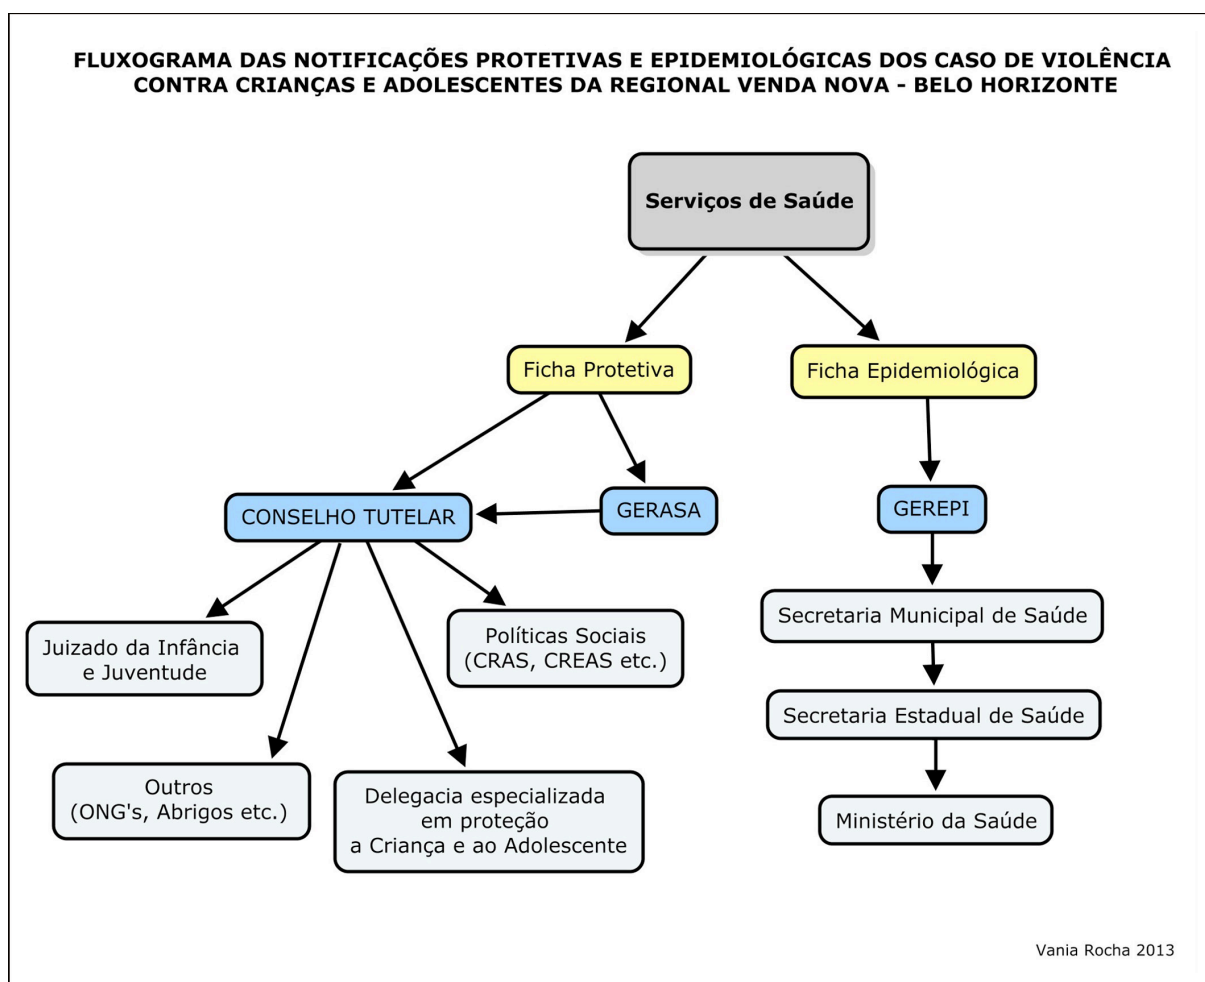 FLUXOGRAMA DAS NOTIFICAÇÕES PROTETIVAS E EPIDEMIOLÓGICAS DOS CASO DE VIOLÊNCIA
CONTRA CRIANÇAS E ADOLESCENTES DA REGIONAL VENDA NOVA - BELO HORIZONTE
Serviços de Saúde
Ficha Protetiva
Ficha Epidemiológica
CONSELHO TUTELAR
GERASA
GEREPI
Juizado da Infância
e Juventude
Políticas Sociais
(CRAS, CREAS etc.)
Secretaria Municipal de Saúde
Secretaria Estadual de Saúde
Outros
(ONG's, Abrigos etc.)
Delegacia especializada
em proteção
a Criança e ao Adolescente
Ministério da Saúde
Vania Rocha 2013